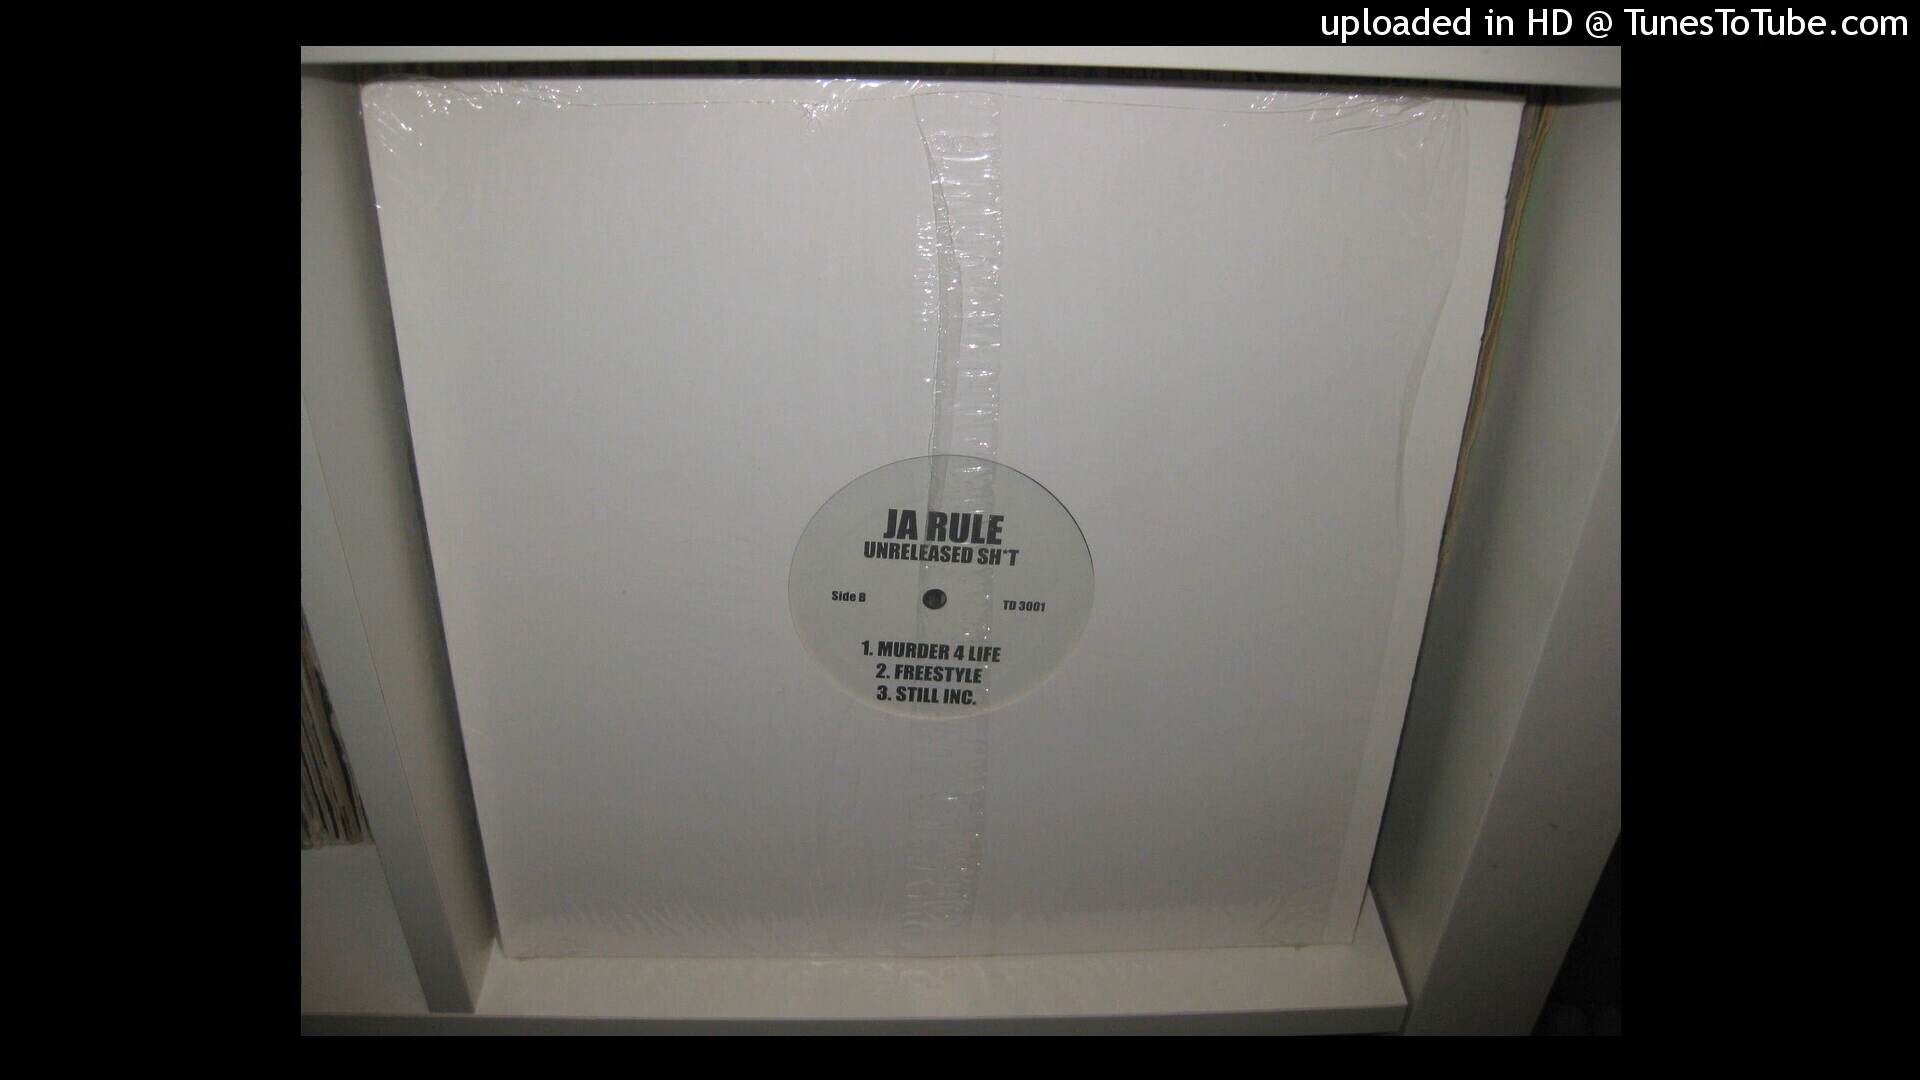 uploaded in HD @ TunesToTube.com
JA RULE
UNRELEASED SH*T
Side B
TD 3001
1. MURDER 4 LIFE
2. FREESTYLE
3. STILL INC.